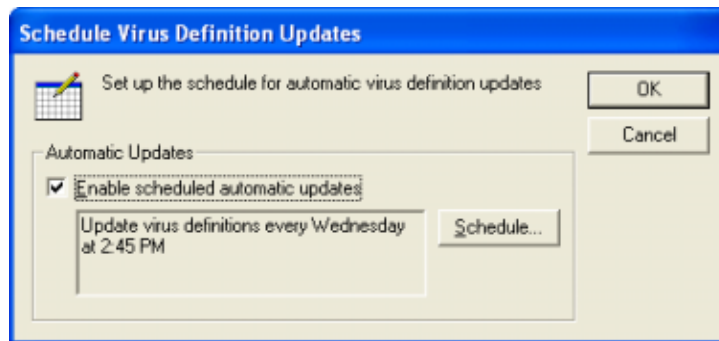 Schedule Virus Definition Updates
Set up the schedule for automatic virus definition updates
OK
Cancel
Automatic Updates
Enable scheduled automatic updates
Update virus definitions every Wednesday
at 2:45 PM
Schedule...